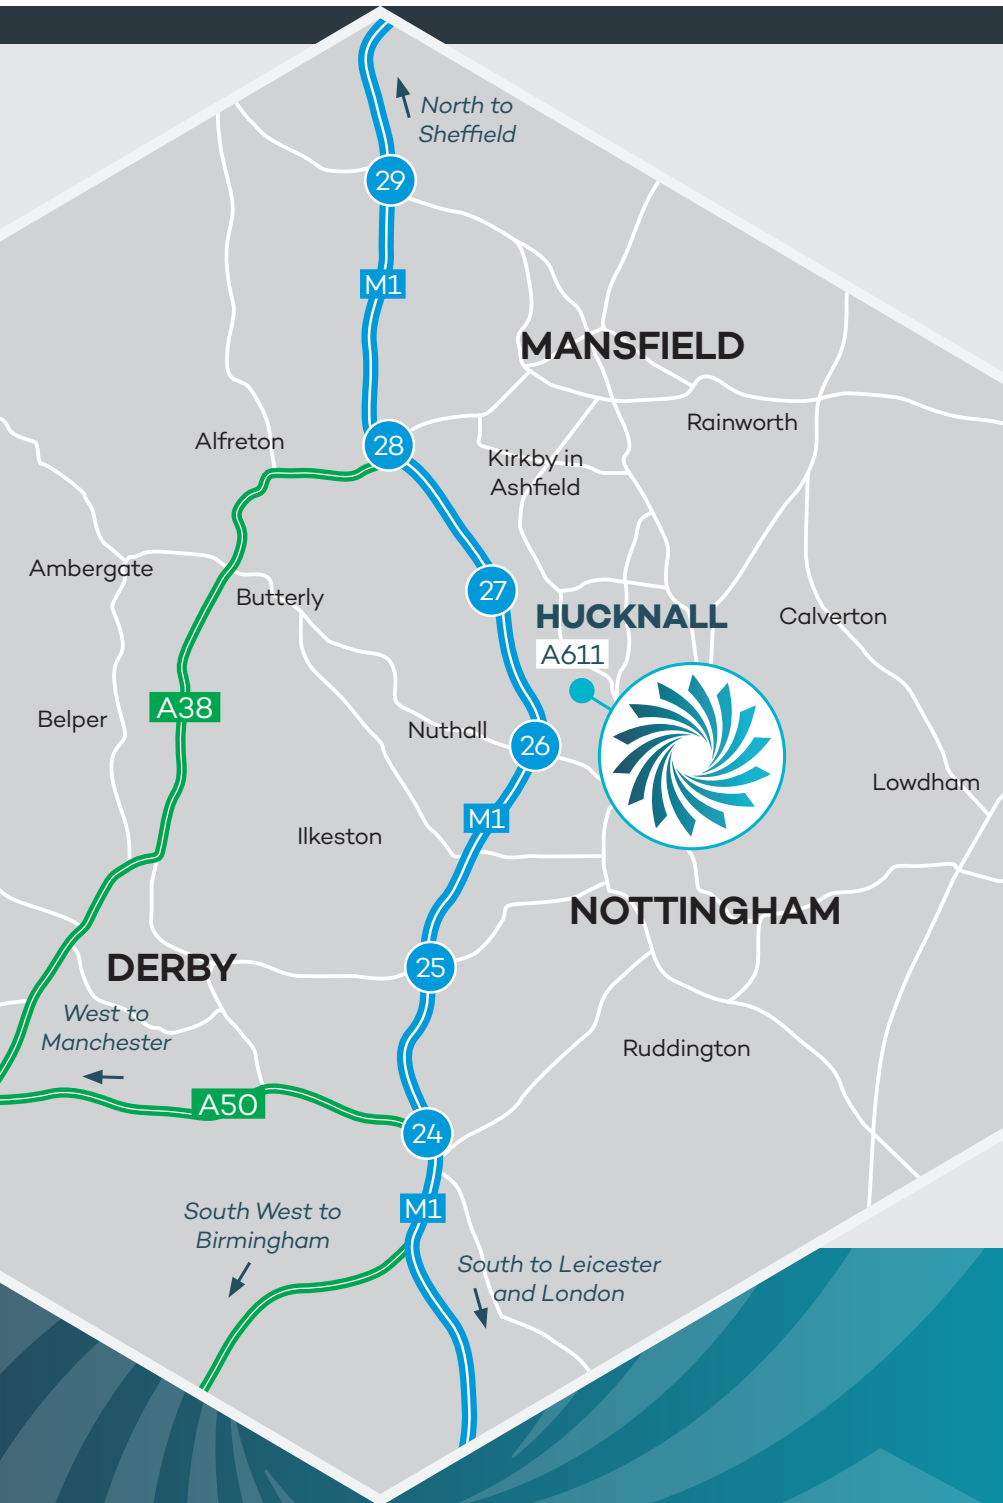 North to
Sheffield
29
M1
MANSFIELD
Rainworth
Alfreton
28
Kirkby in
Ashfield
Ambergate
Butterly
27
HUCKNALL
A611
Calverton
Belper
A38
Nuthall
26
Lowdham
M1
Ilkeston
NOTTINGHAM
DERBY
25
West to
Manchester
Ruddington
A50
24
M1
South West to
Birmingham
South to Leicester
and London